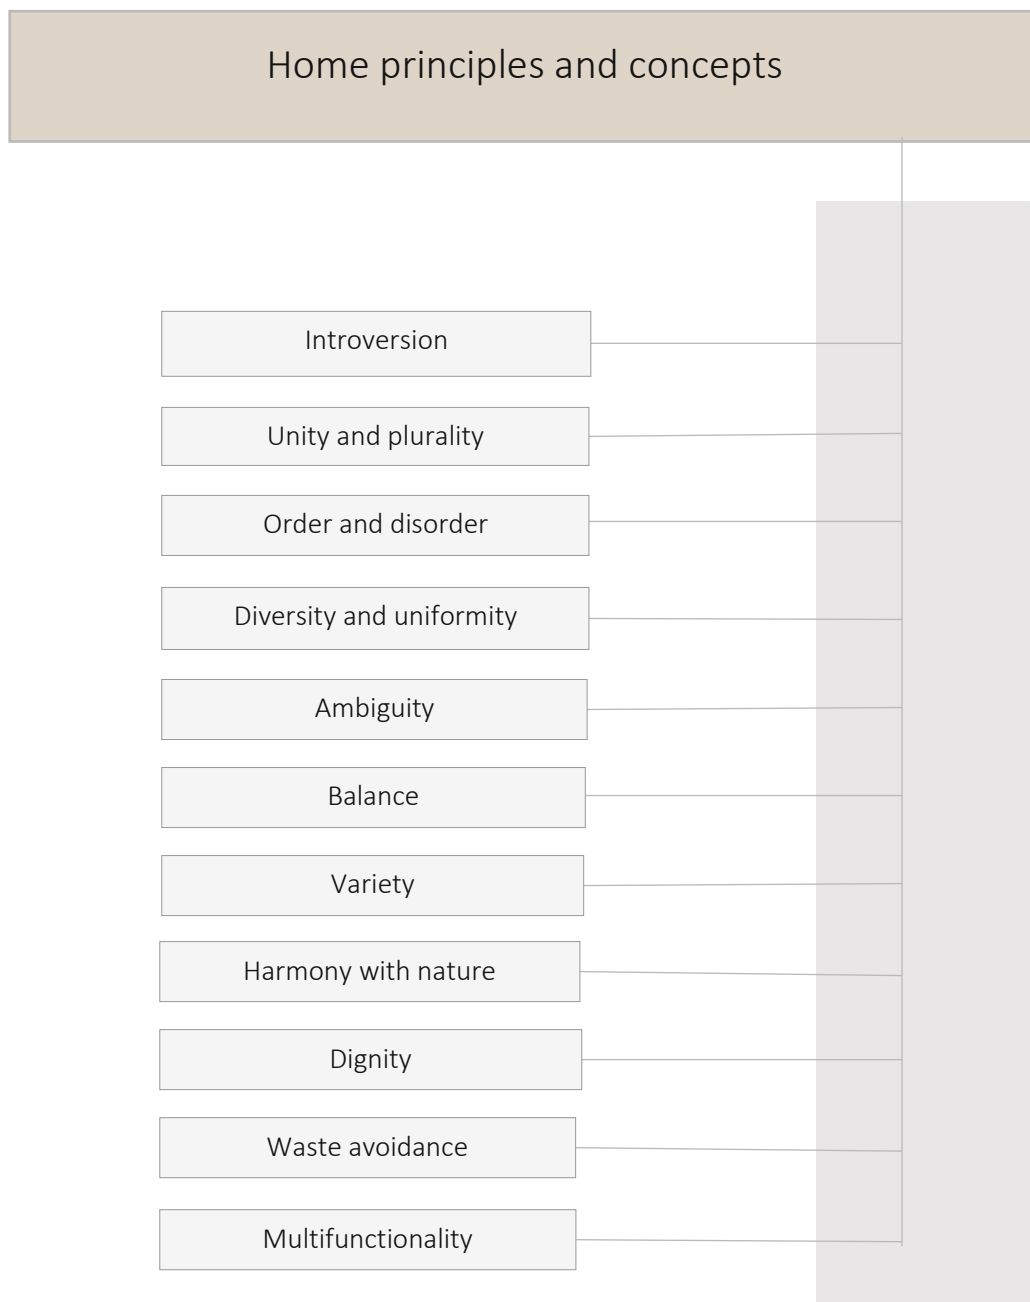 Home principles and concepts
Introversion
Unity and plurality
Order and disorder
Diversity and uniformity
Ambiguity
Balance
Variety
Harmony with nature
Dignity
Waste avoidance
Multifunctionality